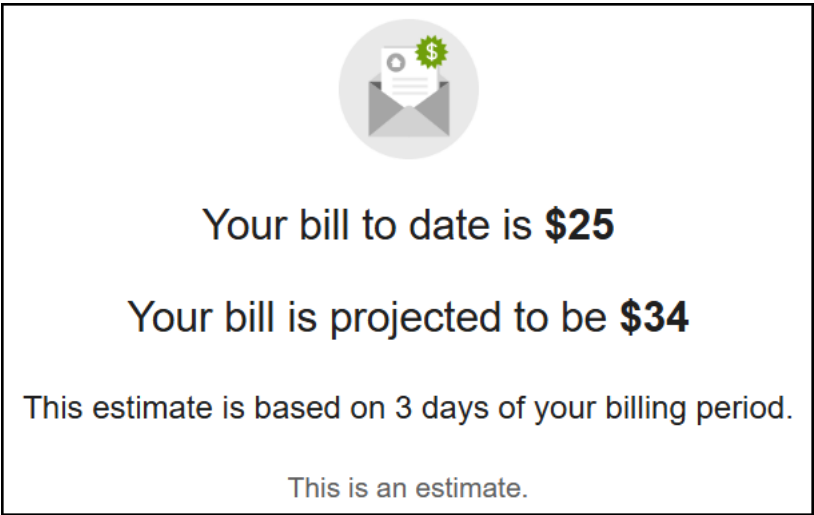 $
Your bill to date is $25
Your bill is projected to be $34
This estimate is based on 3 days of your billing period.
This is an estimate.